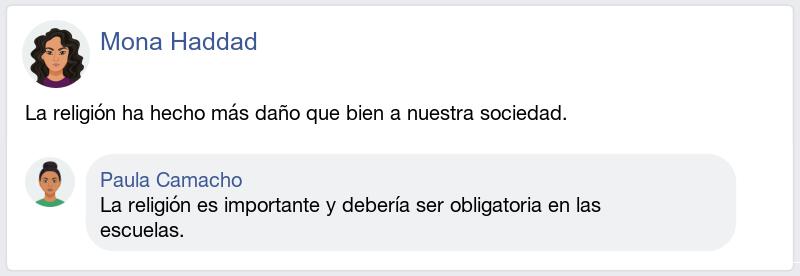 Mona Haddad
La religión ha hecho más daño que bien a nuestra sociedad.
Paula Camacho
La religión es importante y debería ser obligatoria en las
escuelas.